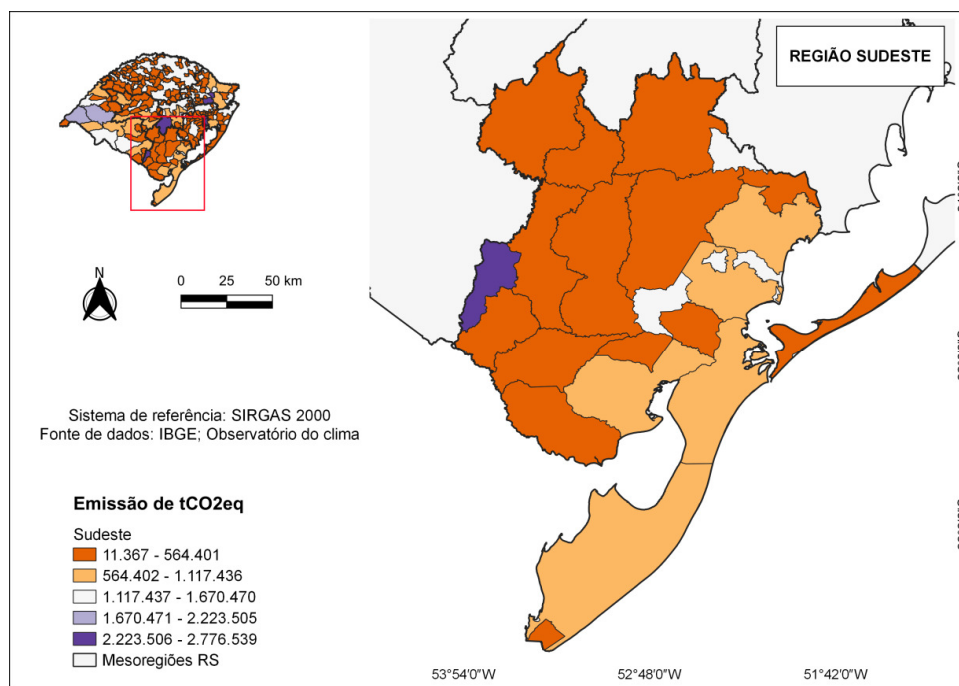 REGIÃO SUDESTE
N
0 25 50 km
Sistema de referência: SIRGAS 2000
Fonte de dados: IBGE; Observatório do clima
Emissão de tCO2eq
Sudeste
11.367 - 564.401
564.402 - 1.117.436
1.117.437 - 1.670.470
1.670.471 - 2.223.505
2.223.506 - 2.776.539
Mesoregiões RS
53°54'0"W 52°48'0"W 51°42'0"W